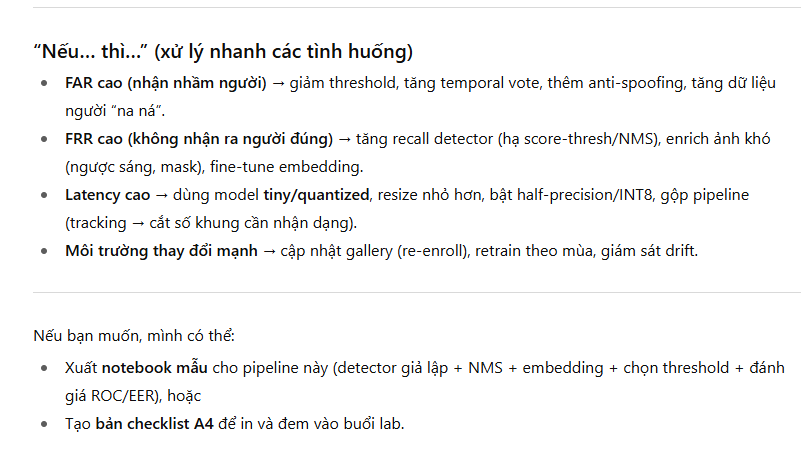 “Nếu… thì…” (xử lý nhanh các tình huống)
• FAR cao (nhận nhầm người) → giảm threshold, tăng temporal vote, thêm anti-spoofing, tăng dữ liệu
người “na ná”.
• FRR cao (không nhận ra người đúng) → tăng recall detector (hạ score-thresh/NMS), enrich ảnh khó
(ngược sáng, mask), fine-tune embedding.
• Latency cao → dùng model tiny/quantized, resize nhỏ hơn, bật half-precision/INT8, gộp pipeline
(tracking → cắt số khung cần nhận dạng).
• Môi trường thay đổi mạnh → cập nhật gallery (re-enroll), retrain theo mùa, giám sát drift.
Nếu bạn muốn, mình có thể:
• Xuất notebook mẫu cho pipeline này (detector giả lập + NMS + embedding + chọn threshold + đánh
giá ROC/EER), hoặc
• Tạo bản checklist A4 để in và đem vào buổi lab.